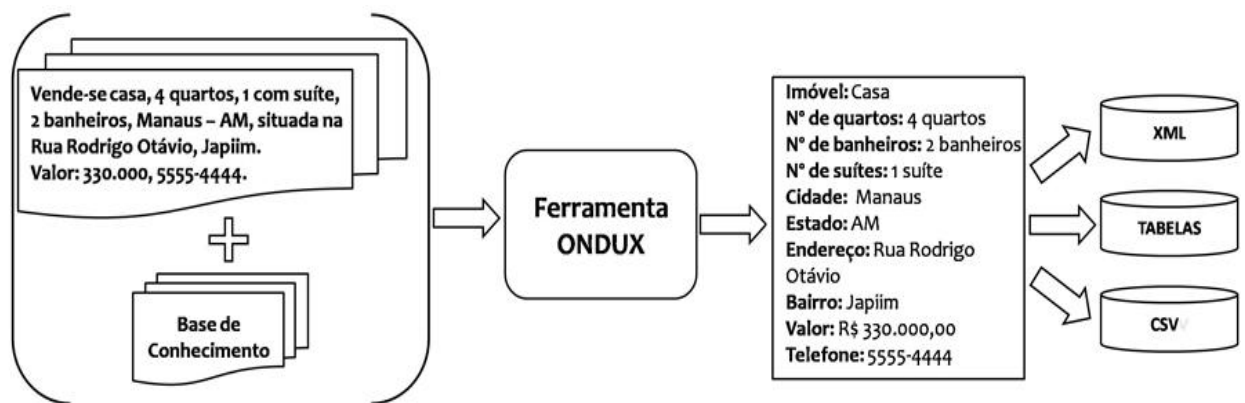 Vende-se casa, 4 quartos, 1 com suíte,
2 banheiros, Manaus – AM, situada na
Rua Rodrigo Otávio, Japiim.
Valor: 330.000, 5555-4444.
Base de
Conhecimento
Ferramenta
ONDUX
Imóvel: Casa
N° de quartos: 4 quartos
N° de banheiros: 2 banheiros
N° de suítes: 1 suíte
Cidade: Manaus
Estado: AM
Endereço: Rua Rodrigo
Otávio
Bairro: Japiim
Valor: R$ 330.000,00
Telefone: 5555-4444
XML
TABELAS
CSV